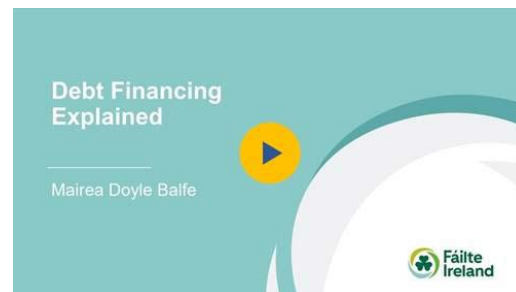 Debt Financing
Explained
Mairea Doyle Balfe
Fáilte
Ireland